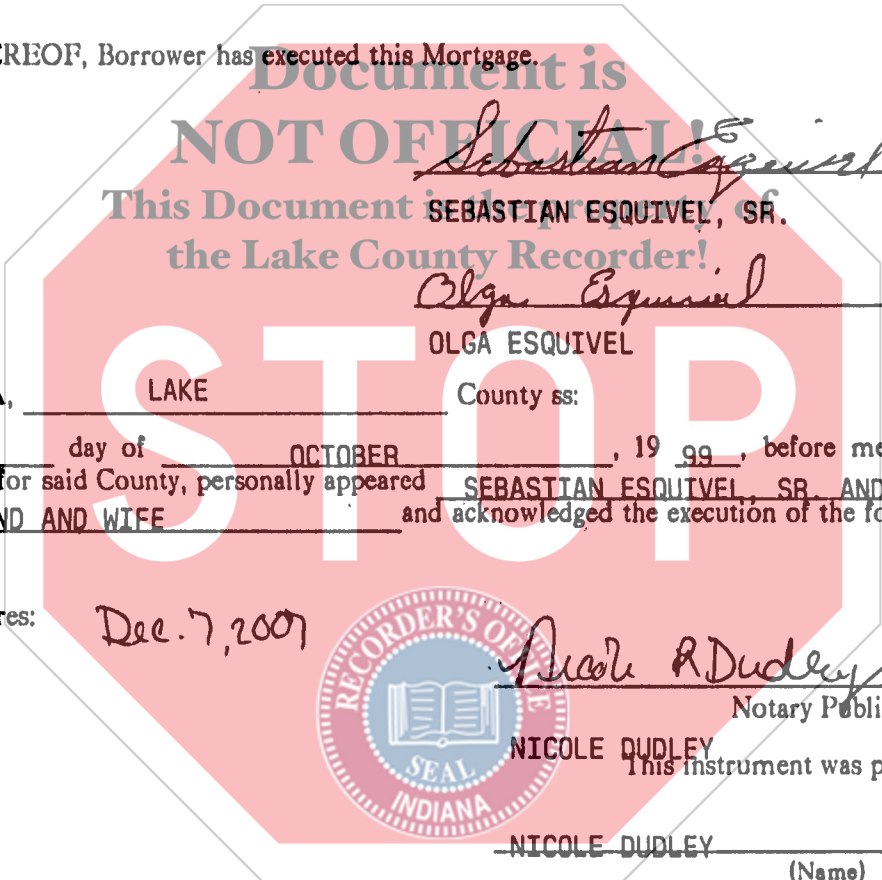 EREOF, Borrower has executed this Mortgage.
Document is
NOT OFFICIAL!
Sebastian Esquivel
This Document is the property of
SEBASTIAN ESQUIVEL, SR.
the Lake County Recorder!
Olga Esquivel
OLGA ESQUIVEL
STOP
A, LAKE County ss:
day of OCTOBER, 19 99, before me
for said County, personally appeared SEBASTIAN ESQUIVEL, SR. AND
ND AND WIFE and acknowledged the execution of the fo
res: Dec. 7, 2007
RECORDER'S OFFICE
SEAL
INDIANA
Nicole R Dudley
Notary Publi
NICOLE DUDLEY
This instrument was p
NICOLE DUDLEY
(Name)